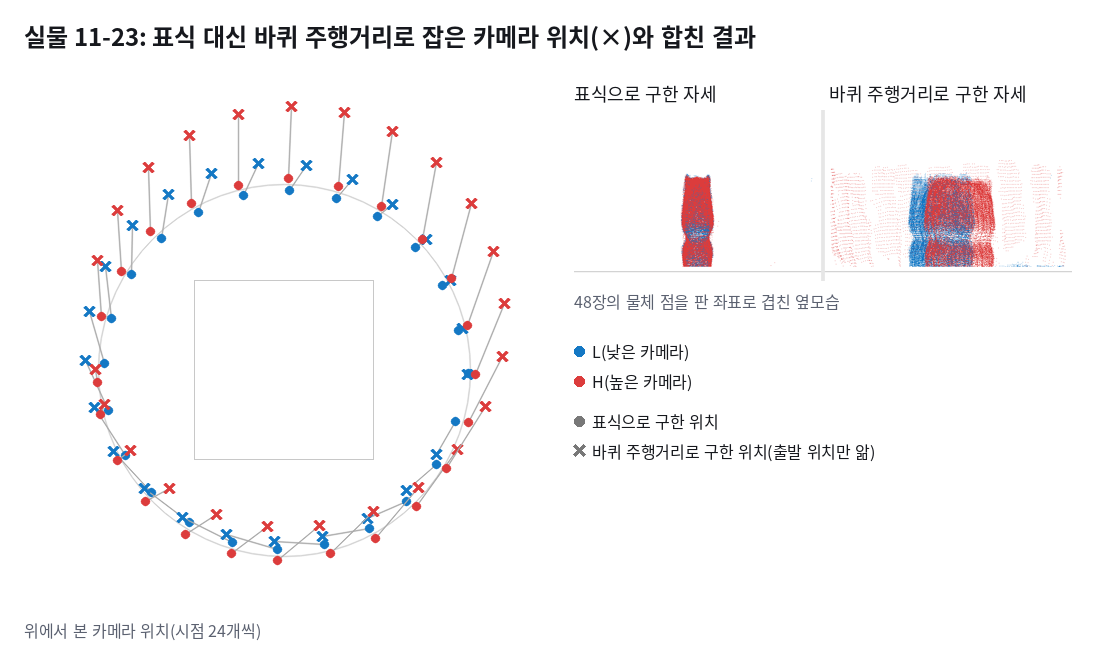 실물 11-23: 표식 대신 바퀴 주행거리로 잡은 카메라 위치(×)와 합친 결과
표식으로 구한 자세
바퀴 주행거리로 구한 자세
48장의 물체 점을 판 좌표로 겹친 옆모습
L(낮은 카메라)
H(높은 카메라)
표식으로 구한 위치
바퀴 주행거리로 구한 위치(출발 위치만 앎)
위에서 본 카메라 위치(시점 24개씩)